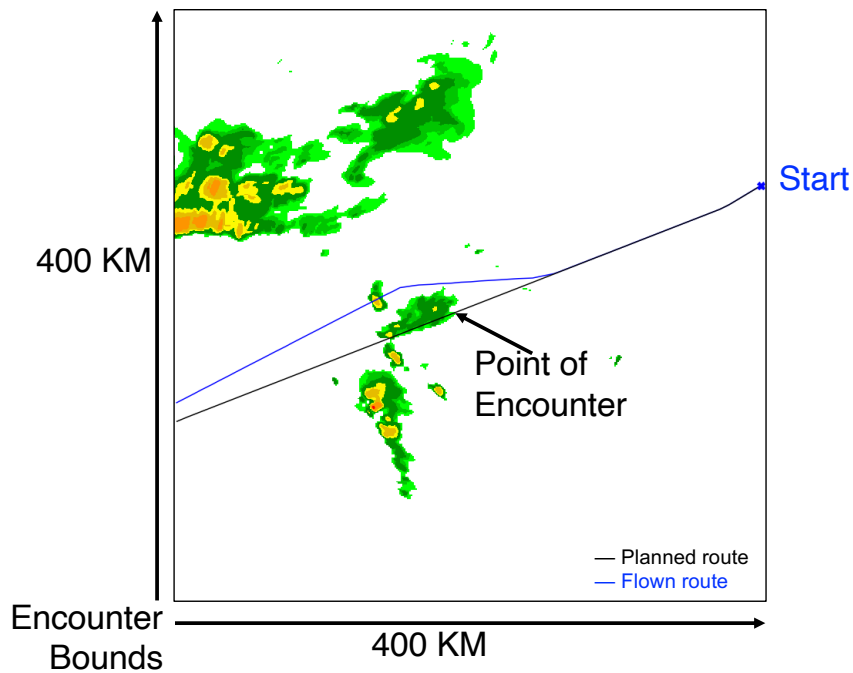 Start
400 KM
Point of
Encounter
Planned route
Flown route
Encounter
Bounds
400 KM